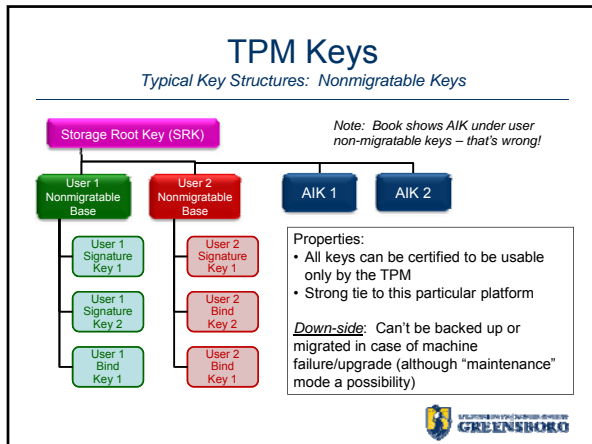 TPM Keys
Typical Key Structures: Nonmigratable Keys
Storage Root Key (SRK)
Note: Book shows AIK under user
non-migratable keys – that's wrong!
User 1
Nonmigratable
Base
User 2
Nonmigratable
Base
AIK 1
AIK 2
User 1
Signature
Key 1
User 1
Signature
Key 2
User 1
Bind
Key 1
User 2
Signature
Key 1
User 2
Bind
Key 2
User 2
Bind
Key 1
Properties:
• All keys can be certified to be usable
only by the TPM
• Strong tie to this particular platform
Down-side: Can't be backed up or
migrated in case of machine
failure/upgrade (although “maintenance”
mode a possibility)
GREENSBORO